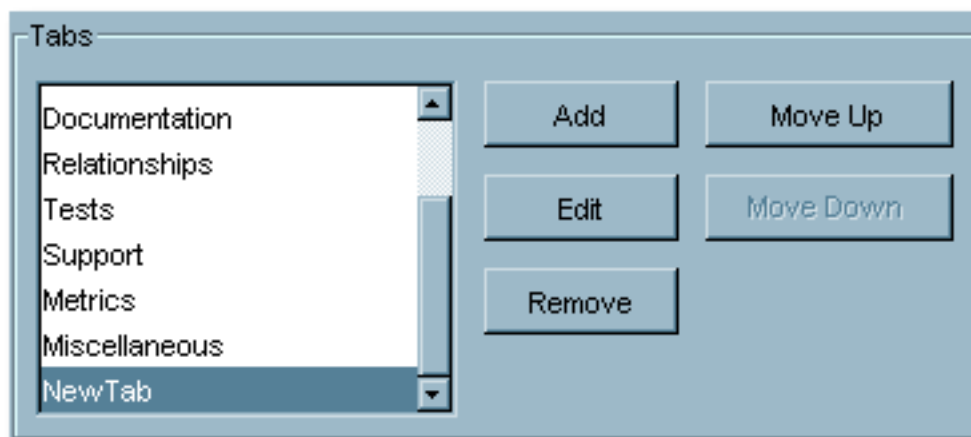 Tabs
Documentation
Relationships
Tests
Support
Metrics
Miscellaneous
NewTab
Add
Move Up
Edit
Move Down
Remove